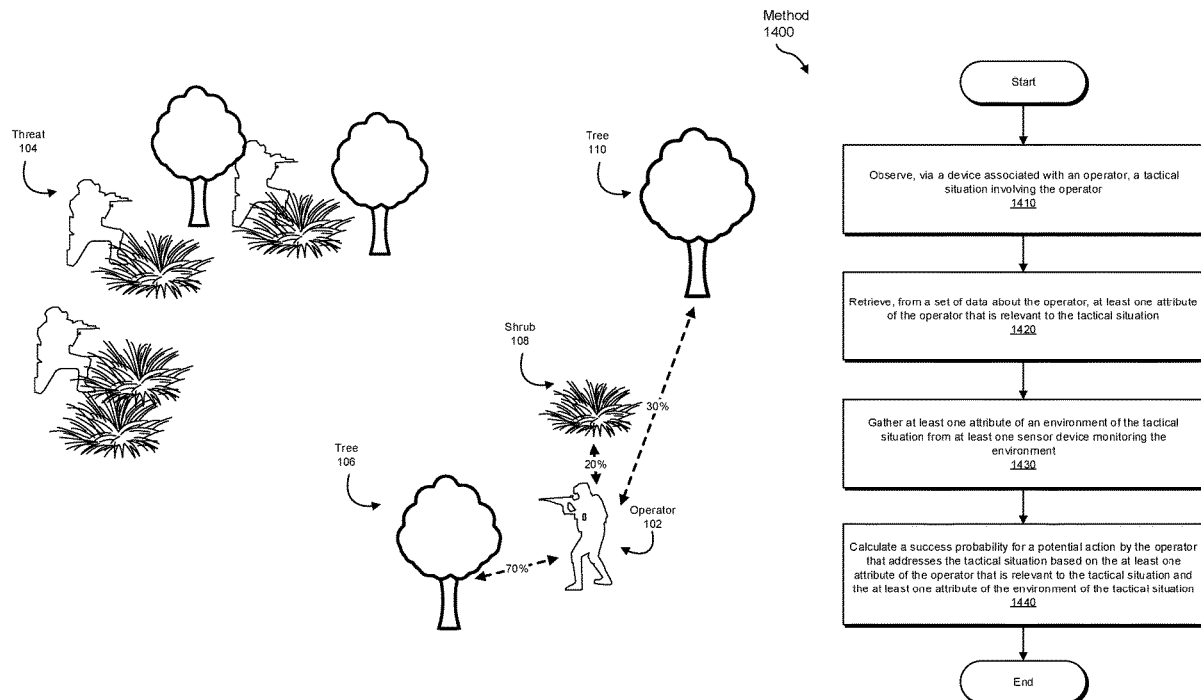 Method
1400
Threat
104
Tree
110
Shrub
108
30%
20%
Tree
106
Operator
102
70%
Start
Observe, via a device associated with an operator, a tactical
situation involving the operator
1410
Retrieve, from a set of data about the operator, at least one attribute
of the operator that is relevant to the tactical situation
1420
Gather at least one attribute of an environment of the tactical
situation from at least one sensor device monitoring the
environment
1430
Calculate a success probability for a potential action by the operator
that addresses the tactical situation based on the at least one
attribute of the operator that is relevant to the tactical situation and
the at least one attribute of the environment of the tactical situation
1440
End